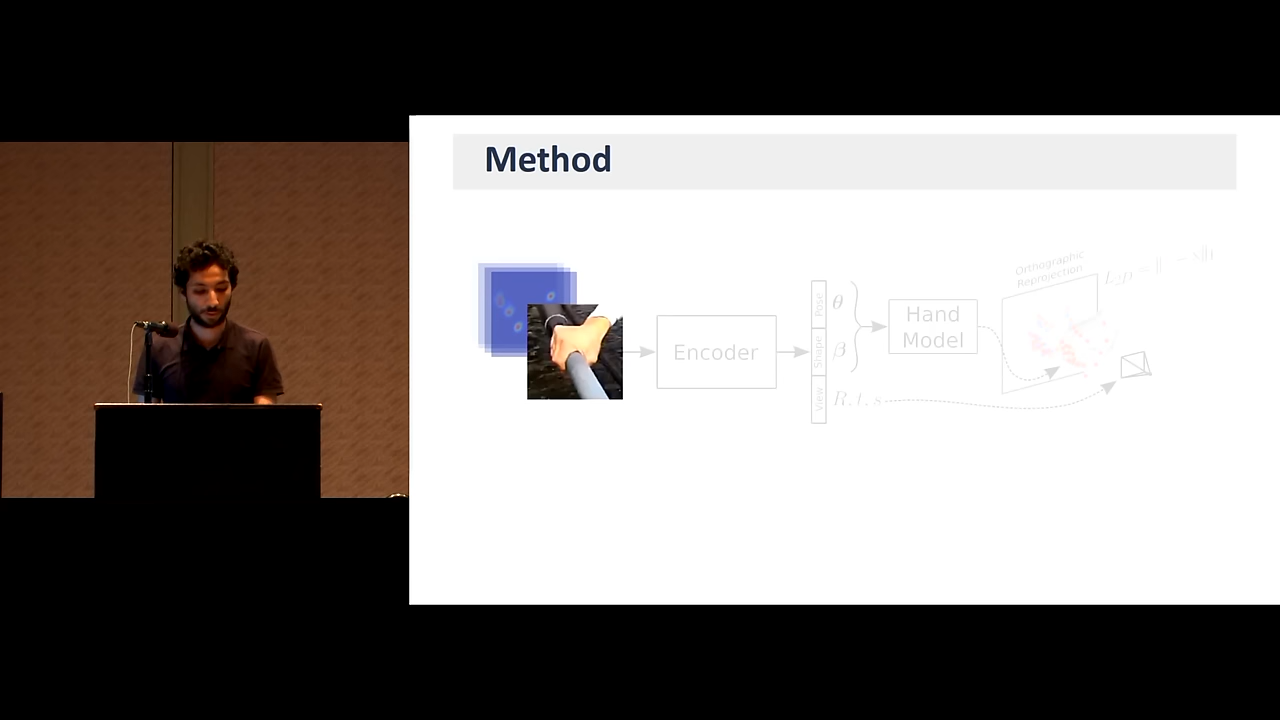 Method
Encoder
Pose
Shape
View
θ
β
R, t, s
Hand
Model
Orthographic
Reprojection